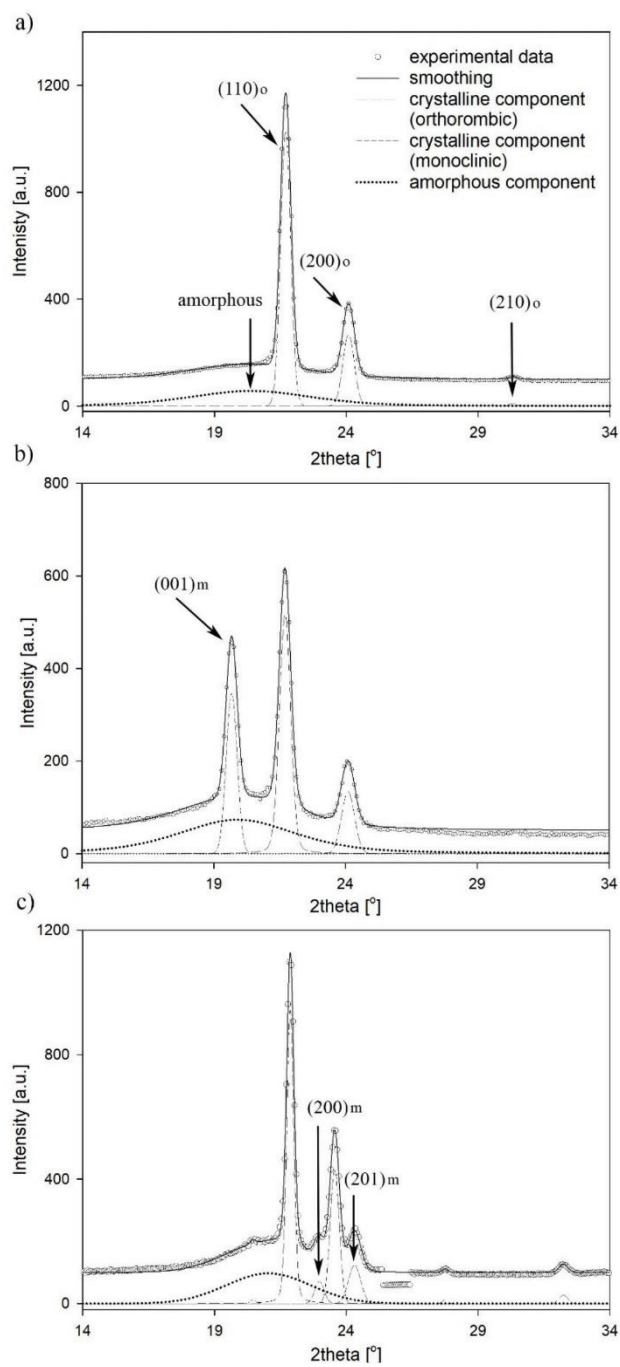 a)
1200
800
400
0
Intenisty [a.u.]
(110)o
(200)o
(210)o
amorphous
experimental data
smoothing
crystalline component
(orthorombic)
crystalline component
(monoclinic)
amorphous component
14 19 24 29 34
2theta [°]
b)
800
600
400
200
0
Intensity [a.u.]
(001)m
14 19 24 29 34
2theta [°]
c)
1200
800
400
0
Intensity [a.u.]
(200)m
(201)m
14 19 24 29 34
2theta [°]